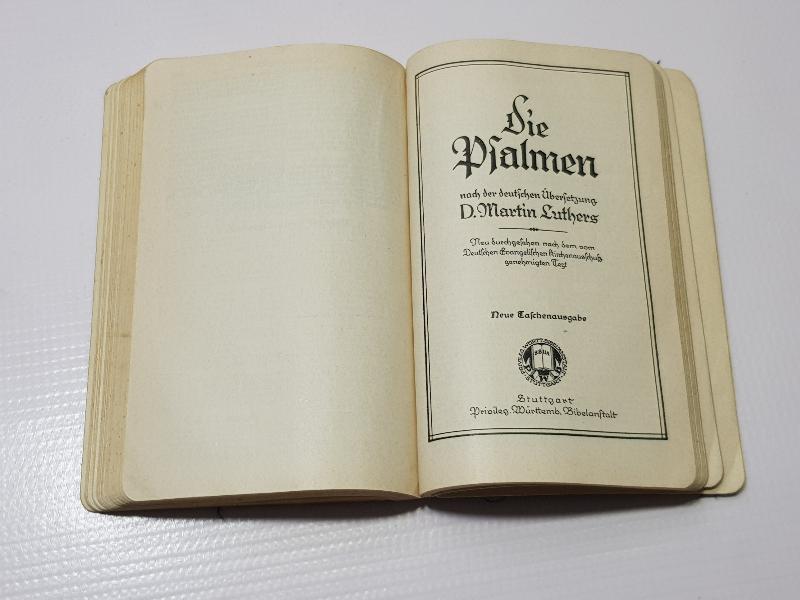 Die
Psalmen
nach der deutschen Übersetzung
D. Martin Luthers
Neu durchgesehen nach dem vom
Deutschen Evangelischen Kirchenausschuß
genehmigten Text
Neue Taschenausgabe
Stuttgart
Privileg. Württemb. Bibelanstalt